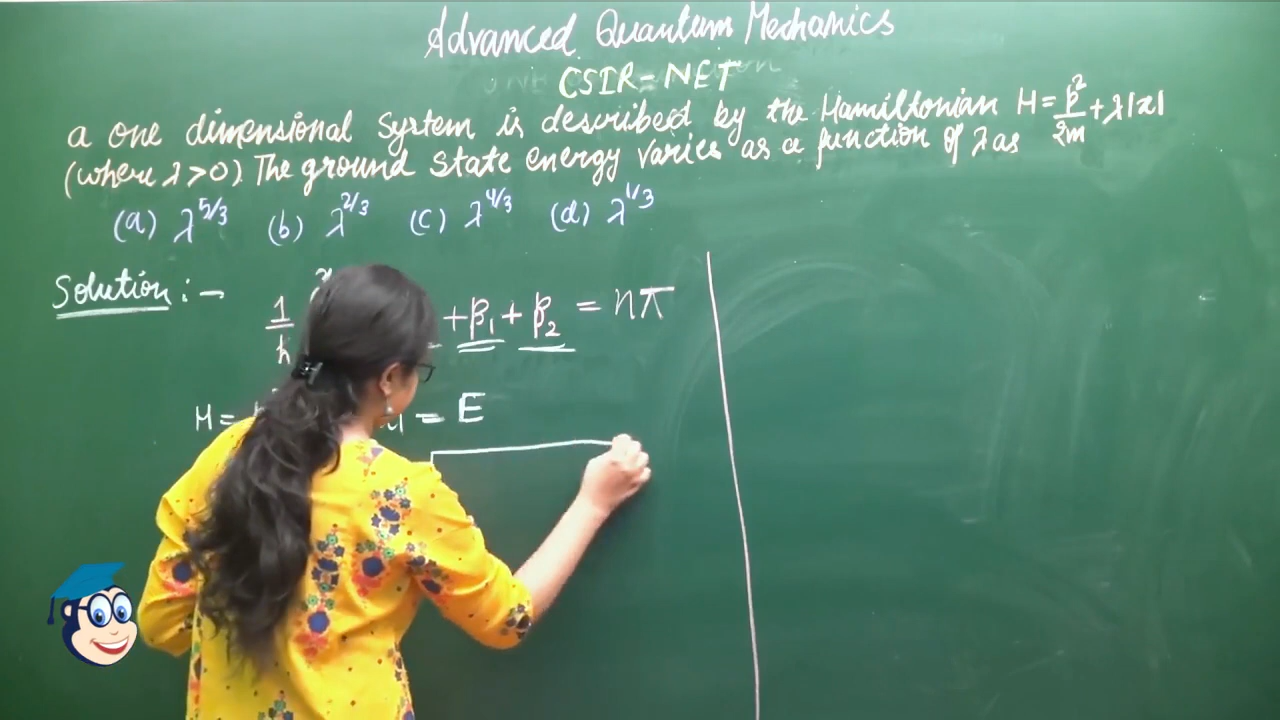 Advanced Quantum Mechanics
CSIR-NET
a one dimensional System is described by the Hamiltonian H = p²/2m + λ|x|
(where λ > 0). The ground State energy varies as a function of λ as
(a) λ^5/3 (b) λ^2/3 (c) λ^4/3 (d) λ^1/3
Solution :-
1/ħ + β₁ + β₂ = nπ
H = = E